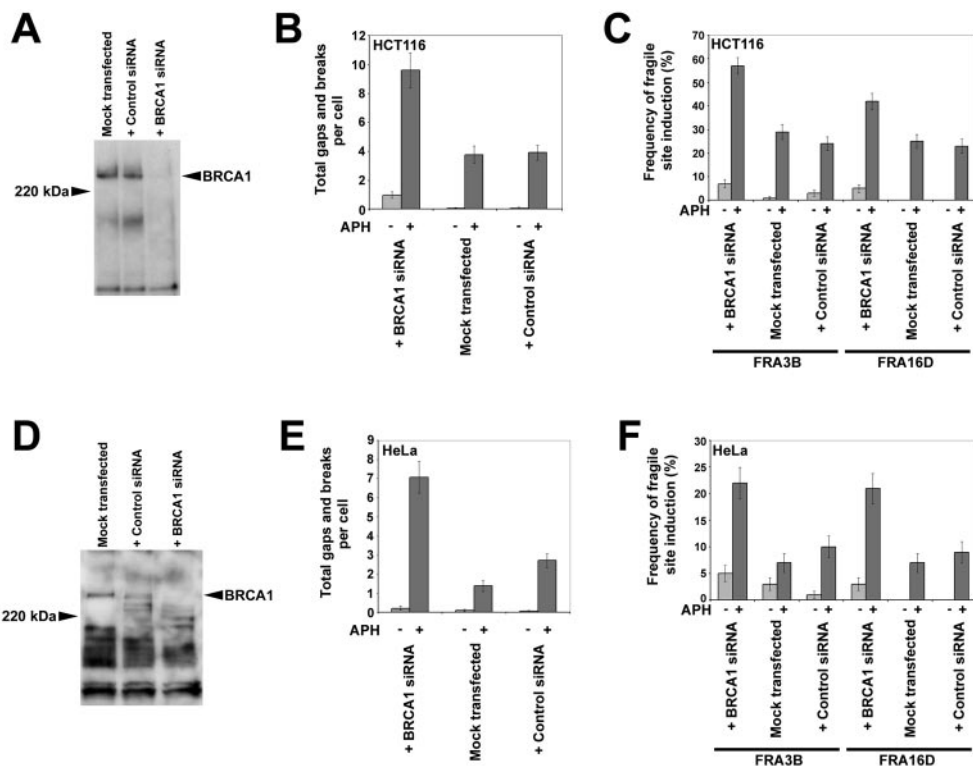 A
Mock transfected
+ Control siRNA
+ BRCA1 siRNA
220 kDa
BRCA1
B
HCT116
Total gaps and breaks
per cell
12
10
8
6
4
2
0
APH
- + - + - +
+ BRCA1 siRNA
Mock transfected
+ Control siRNA
C
HCT116
Frequency of fragile
site induction (%)
70
60
50
40
30
20
10
0
APH
- + - + - + - + - + - +
+ BRCA1 siRNA
Mock transfected
+ Control siRNA
+ BRCA1 siRNA
Mock transfected
+ Control siRNA
FRA3B
FRA16D
D
Mock transfected
+ Control siRNA
+ BRCA1 siRNA
220 kDa
BRCA1
E
HeLa
Total gaps and breaks
per cell
9
8
7
6
5
4
3
2
1
0
APH
- + - + - +
+ BRCA1 siRNA
Mock transfected
+ Control siRNA
F
HeLa
Frequency of fragile
site induction (%)
30
25
20
15
10
5
0
APH
- + - + - + - + - + - +
+ BRCA1 siRNA
Mock transfected
+ Control siRNA
+ BRCA1 siRNA
Mock transfected
+ Control siRNA
FRA3B
FRA16D